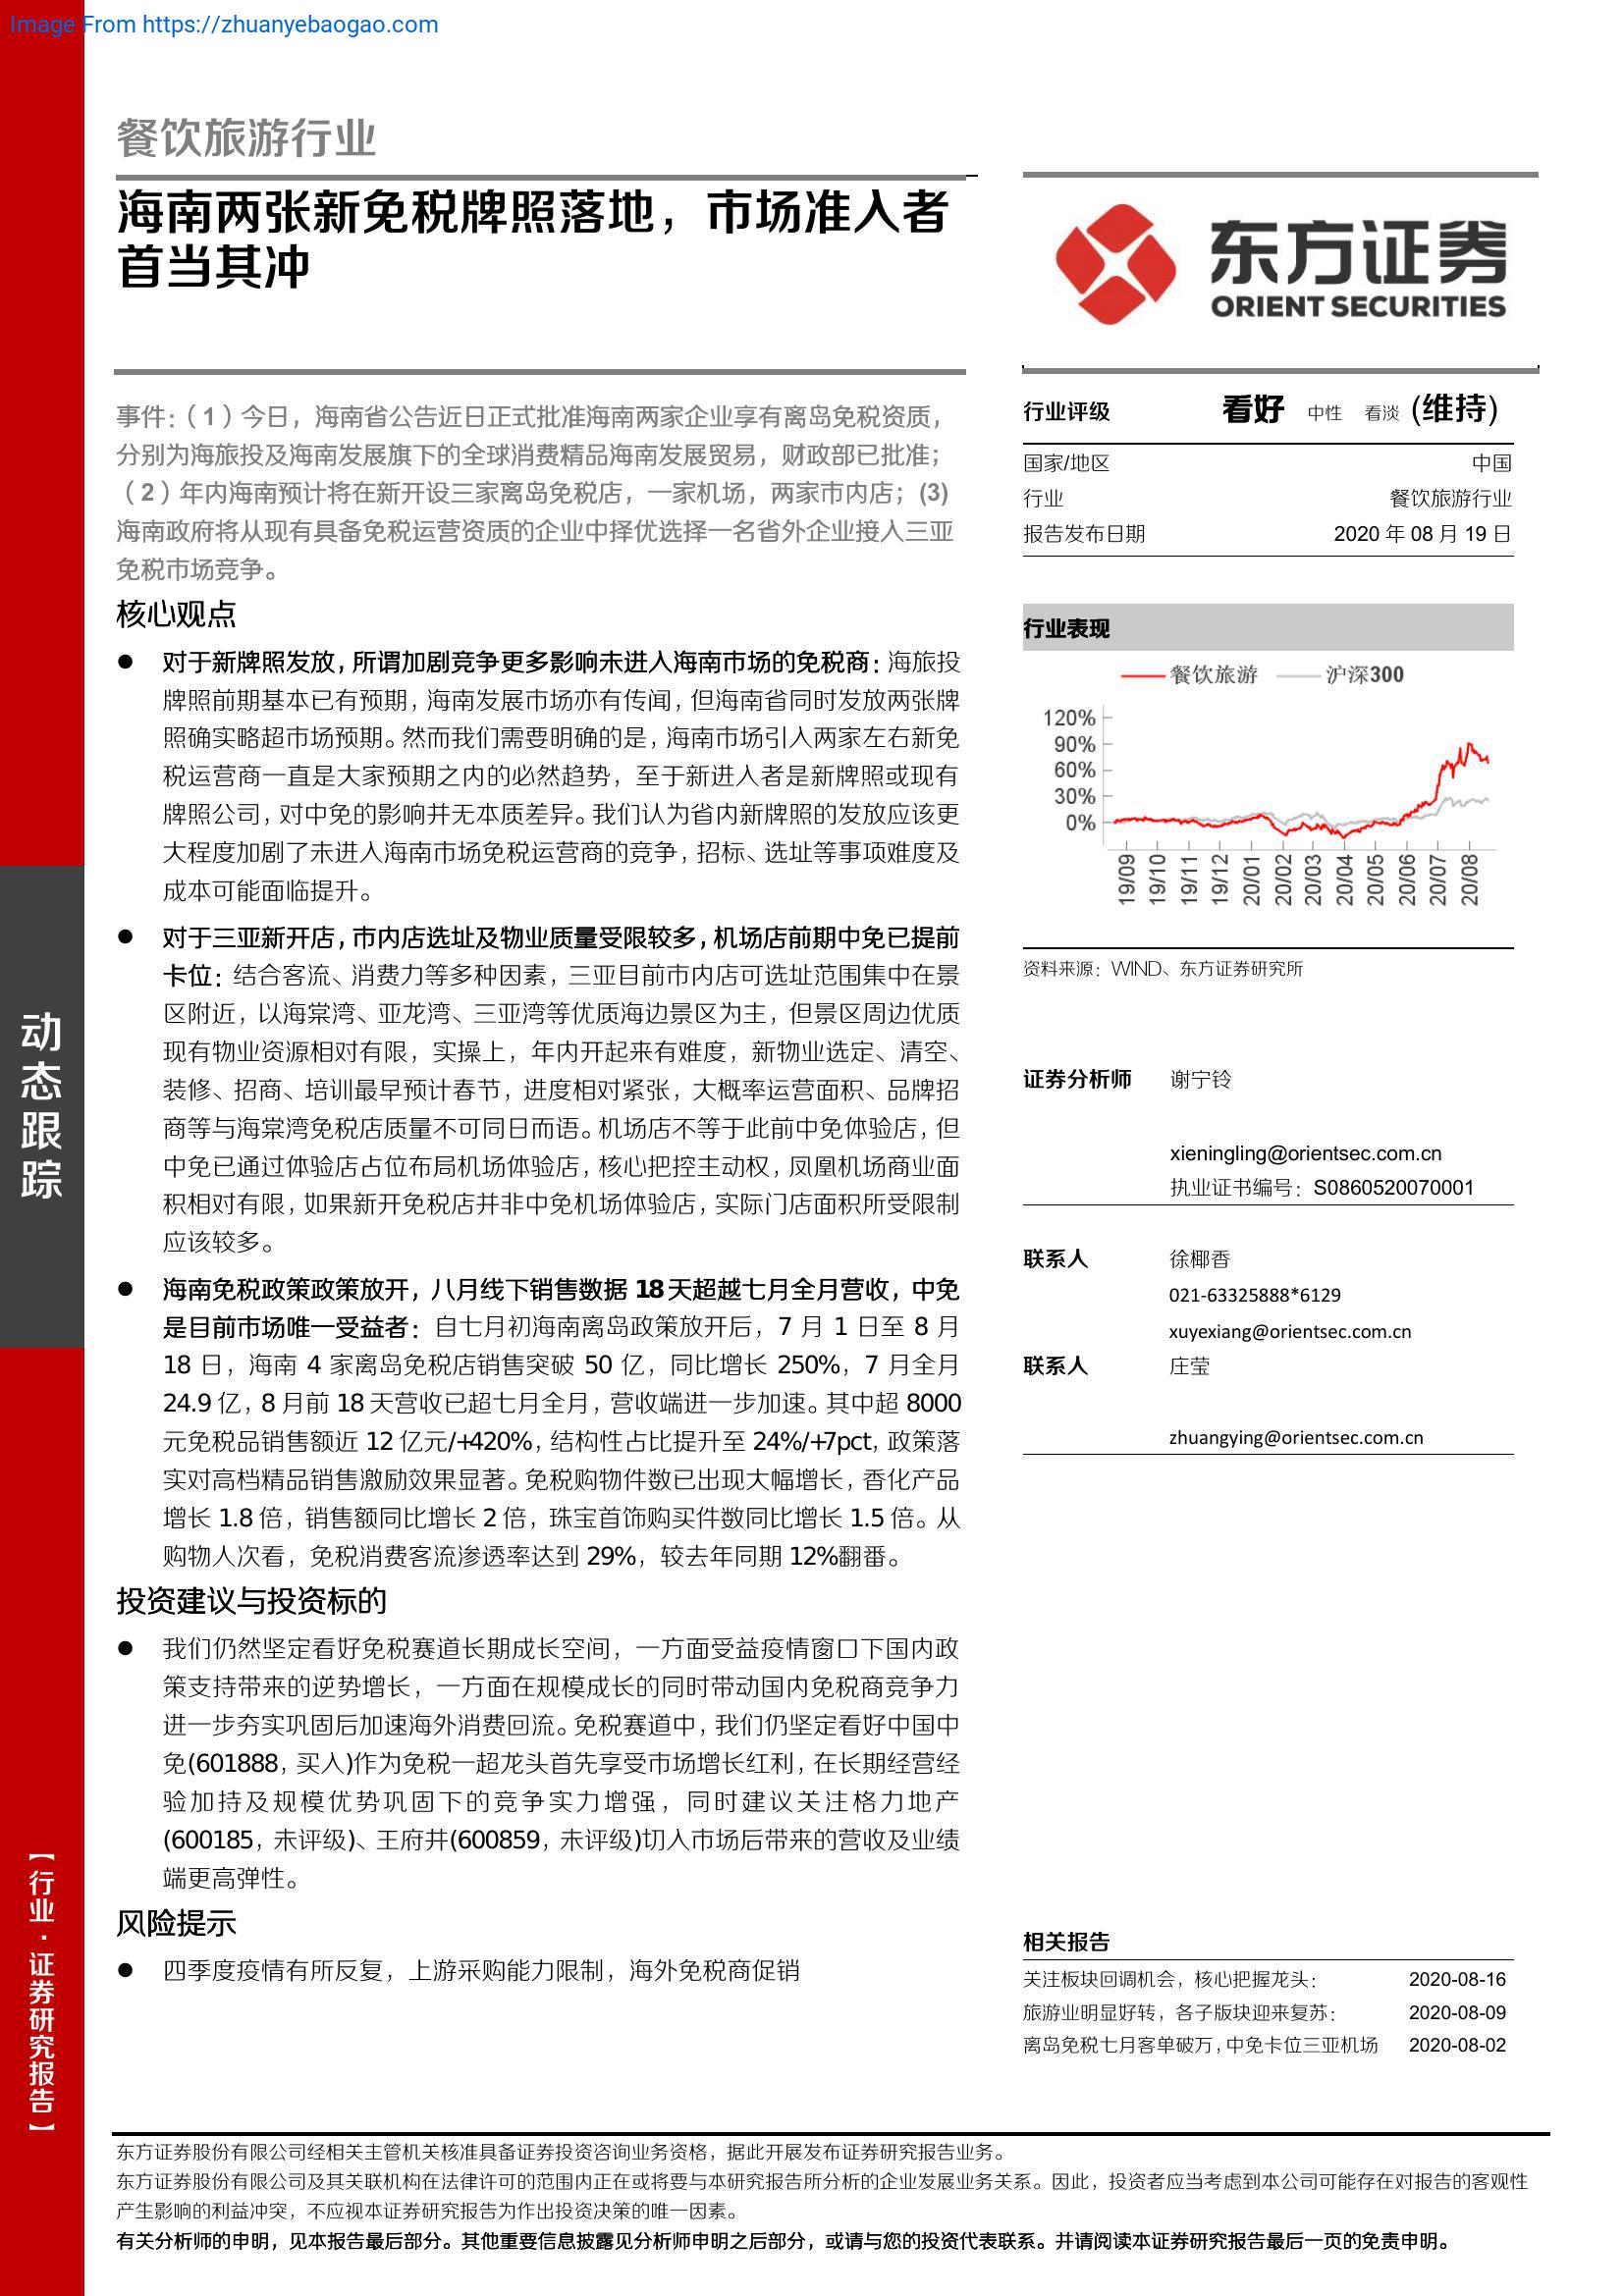 Image From https://zhuanyebaogao.com
餐饮旅游行业
海南两张新免税牌照落地，市场准入者
首当其冲
事件:（1）今日，海南省公告近日正式批准海南两家企业享有离岛免税资质，
分别为海旅投及海南发展旗下的全球消费精品海南发展贸易，财政部已批准；
（2）年内海南预计将在新开设三家离岛免税店，一家机场，两家市内店；(3)
海南政府将从现有具备免税运营资质的企业中择优选择一名省外企业接入三亚
免税市场竞争。
核心观点
● 对于新牌照发放，所谓加剧竞争更多影响未进入海南市场的免税商：海旅投
牌照前期基本已有预期，海南发展市场亦有传闻，但海南省同时发放两张牌
照确实略超市场预期。然而我们需要明确的是，海南市场引入两家左右新免
税运营商一直是大家预期之内的必然趋势，至于新进入者是新牌照或现有
牌照公司，对中免的影响并无本质差异。我们认为省内新牌照的发放应该更
大程度加剧了未进入海南市场免税运营商的竞争，招标、选址等事项难度及
成本可能面临提升。
● 对于三亚新开店，市内店选址及物业质量受限较多，机场店前期中免已提前
卡位：结合客流、消费力等多种因素，三亚目前市内店可选址范围集中在景
区附近，以海棠湾、亚龙湾、三亚湾等优质海边景区为主，但景区周边优质
现有物业资源相对有限，实操上，年内开起来有难度，新物业选定、清空、
装修、招商、培训最早预计春节，进度相对紧张，大概率运营面积、品牌招
商等与海棠湾免税店质量不可同日而语。机场店不等于此前中免体验店，但
中免已通过体验店占位布局机场体验店，核心把控主动权，凤凰机场商业面
积相对有限，如果新开免税店并非中免机场体验店，实际门店面积所受限制
应该较多。
● 海南免税政策政策放开，八月线下销售数据 18 天超越七月全月营收，中免
是目前市场唯一受益者：自七月初海南离岛政策放开后，7 月 1 日至 8 月
18 日，海南 4 家离岛免税店销售突破 50 亿，同比增长 250%，7 月全月
24.9 亿，8 月前 18 天营收已超七月全月，营收端进一步加速。其中超 8000
元免税品销售额近 12 亿元/+420%，结构性占比提升至 24%/+7pct，政策落
实对高档精品销售激励效果显著。免税购物件数已出现大幅增长，香化产品
增长 1.8 倍，销售额同比增长 2 倍，珠宝首饰购买件数同比增长 1.5 倍。从
购物人次看，免税消费客流渗透率达到 29%，较去年同期 12%翻番。
投资建议与投资标的
● 我们仍然坚定看好免税赛道长期成长空间，一方面受益疫情窗口下国内政
策支持带来的逆势增长，一方面在规模成长的同时带动国内免税商竞争力
进一步夯实巩固后加速海外消费回流。免税赛道中，我们仍坚定看好中国中
免(601888，买入)作为免税一超龙头首先享受市场增长红利，在长期经营经
验加持及规模优势巩固下的竞争实力增强，同时建议关注格力地产
(600185，未评级)、王府井(600859，未评级)切入市场后带来的营收及业绩
端更高弹性。
风险提示
● 四季度疫情有所反复，上游采购能力限制，海外免税商促销
东方证券
ORIENT SECURITIES
行业评级 看好 中性 看淡 (维持)
国家/地区 中国
行业 餐饮旅游行业
报告发布日期 2020 年 08 月 19 日
行业表现
餐饮旅游 沪深300
120%
90%
60%
30%
0%
19/09 19/10 19/11 19/12 20/01 20/02 20/03 20/04 20/05 20/06 20/07 20/08
资料来源：WIND、东方证券研究所
证券分析师 谢宁铃
xieningling@orientsec.com.cn
执业证书编号：S0860520070001
联系人 徐椰香
021-63325888*6129
xuyexiang@orientsec.com.cn
联系人 庄莹
zhuangying@orientsec.com.cn
相关报告
关注板块回调机会，核心把握龙头： 2020-08-16
旅游业明显好转，各子版块迎来复苏： 2020-08-09
离岛免税七月客单破万，中免卡位三亚机场 2020-08-02
动态跟踪
【行业·证券研究报告】
东方证券股份有限公司经相关主管机关核准具备证券投资咨询业务资格，据此开展发布证券研究报告业务。
东方证券股份有限公司及其关联机构在法律许可的范围内正在或将要与本研究报告所分析的企业发展业务关系。因此，投资者应当考虑到本公司可能存在对报告的客观性
产生影响的利益冲突，不应视本证券研究报告为作出投资决策的唯一因素。
有关分析师的申明，见本报告最后部分。其他重要信息披露见分析师申明之后部分，或请与您的投资代表联系。并请阅读本证券研究报告最后一页的免责申明。